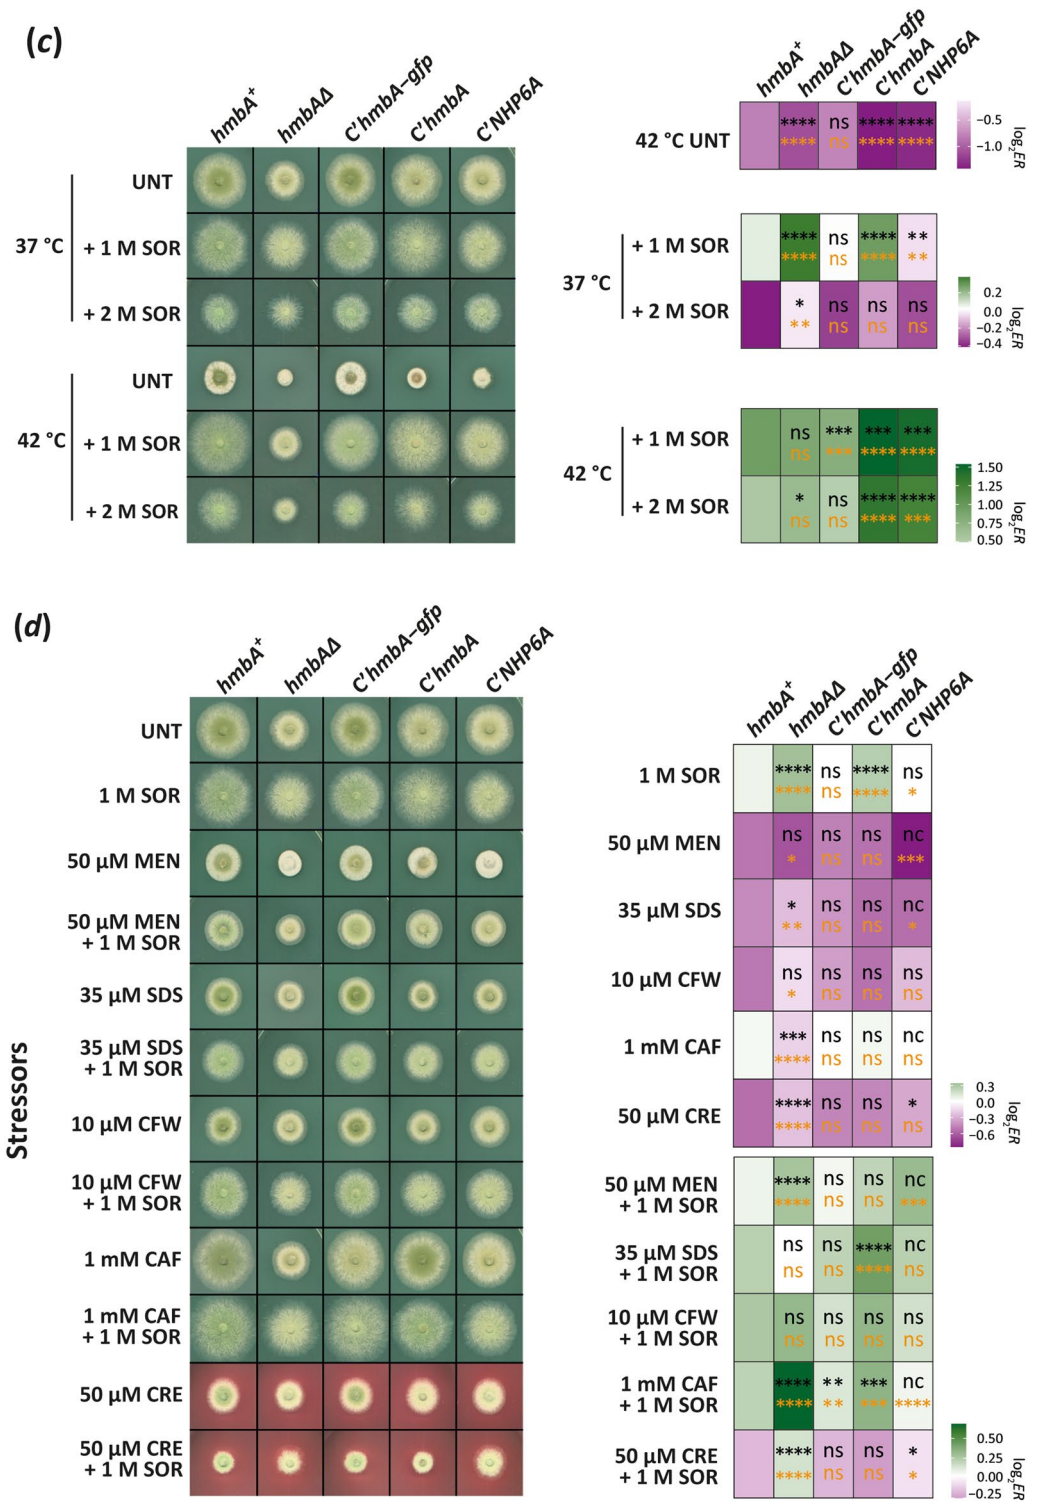 (c)
hmbA⁺ hmbAΔ C'hmbA–gfp C'hmbA C'NHP6A
37 °C
UNT
+ 1 M SOR
+ 2 M SOR
42 °C
UNT
+ 1 M SOR
+ 2 M SOR
hmbA⁺ hmbAΔ C'hmbA–gfp C'hmbA C'NHP6A
42 °C UNT
**** ns **** ****
**** ns **** ****
−0.5
−1.0
log₂ER
37 °C
+ 1 M SOR
**** ns **** **
**** ns **** **
+ 2 M SOR
* ns ns ns
** ns ns ns
0.2
0.0
−0.2
−0.4
log₂ER
42 °C
+ 1 M SOR
ns *** *** ***
ns *** **** ****
+ 2 M SOR
* ns **** ****
ns ns **** ***
1.50
1.25
1.00
0.75
0.50
log₂ER
(d)
hmbA⁺ hmbAΔ C'hmbA–gfp C'hmbA C'NHP6A
Stressors
UNT
1 M SOR
50 µM MEN
50 µM MEN
+ 1 M SOR
35 µM SDS
35 µM SDS
+ 1 M SOR
10 µM CFW
10 µM CFW
+ 1 M SOR
1 mM CAF
1 mM CAF
+ 1 M SOR
50 µM CRE
50 µM CRE
+ 1 M SOR
hmbA⁺ hmbAΔ C'hmbA–gfp C'hmbA C'NHP6A
1 M SOR
**** ns **** ns
**** ns **** *
50 µM MEN
ns ns ns nc
* ns ns ***
35 µM SDS
* ns ns nc
** ns ns *
10 µM CFW
ns ns ns ns
* ns ns ns
1 mM CAF
*** ns ns nc
**** ns ns ns
50 µM CRE
**** ns ns *
**** ns ns ns
0.3
0.0
−0.3
−0.6
log₂ER
50 µM MEN
+ 1 M SOR
**** ns ns nc
**** ns ns ***
35 µM SDS
+ 1 M SOR
ns ns **** nc
ns ns **** ns
10 µM CFW
+ 1 M SOR
ns ns ns ns
ns ns ns ns
1 mM CAF
+ 1 M SOR
**** ** *** nc
**** ** *** ****
50 µM CRE
+ 1 M SOR
**** ns ns *
**** ns ns *
0.50
0.25
0.00
−0.25
log₂ER